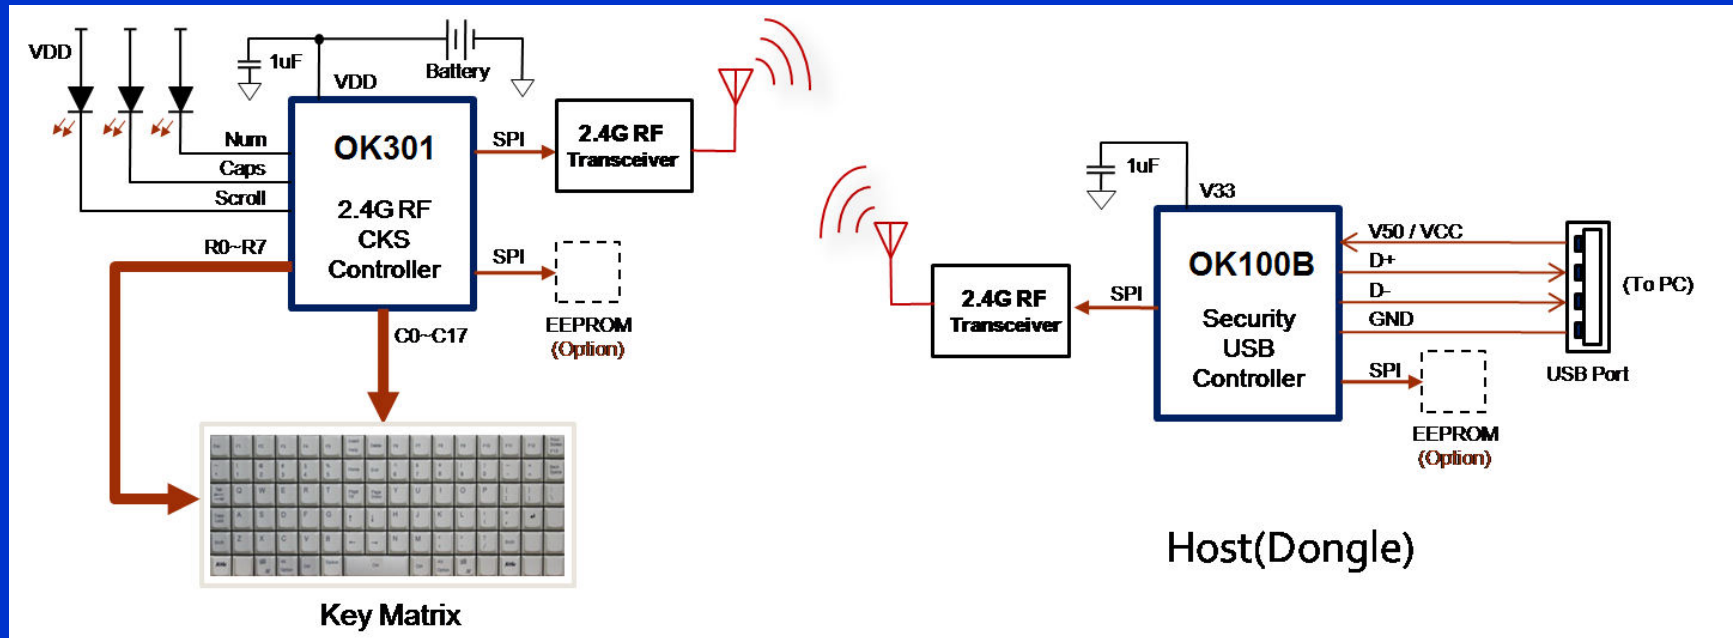 VDD
1uF
Battery
VDD
Num
Caps
Scroll
R0~R7
OK301
2.4G RF
CKS
Controller
SPI
2.4G RF
Transceiver
SPI
EEPROM
(Option)
C0~C17
Key Matrix
1uF
V33
2.4G RF
Transceiver
SPI
OK100B
Security
USB
Controller
V50 / VCC
D+
D-
GND
(To PC)
USB Port
SPI
EEPROM
(Option)
Host(Dongle)